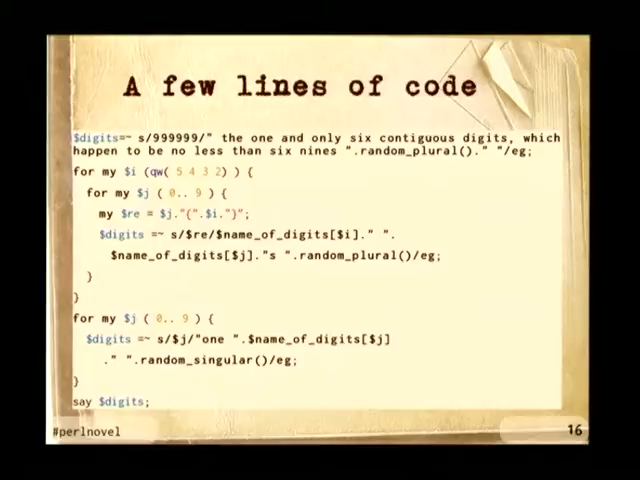 A few lines of code
$digits=~ s/999999/" the one and only six contiguous digits, which
happen to be no less than six nines ".random_plural()." "/eg;
for my $i (qw( 5 4 3 2) ) {
for my $j ( 0.. 9 ) {
my $re = $j."{".$i."}";
$digits =~ s/$re/$name_of_digits[$i]." ".
$name_of_digits[$j]."s ".random_plural()/eg;
}
}
for my $j ( 0.. 9 ) {
$digits =~ s/$j/"one ".$name_of_digits[$j]
." ".random_singular()/eg;
}
say $digits;
#perlnovel
16